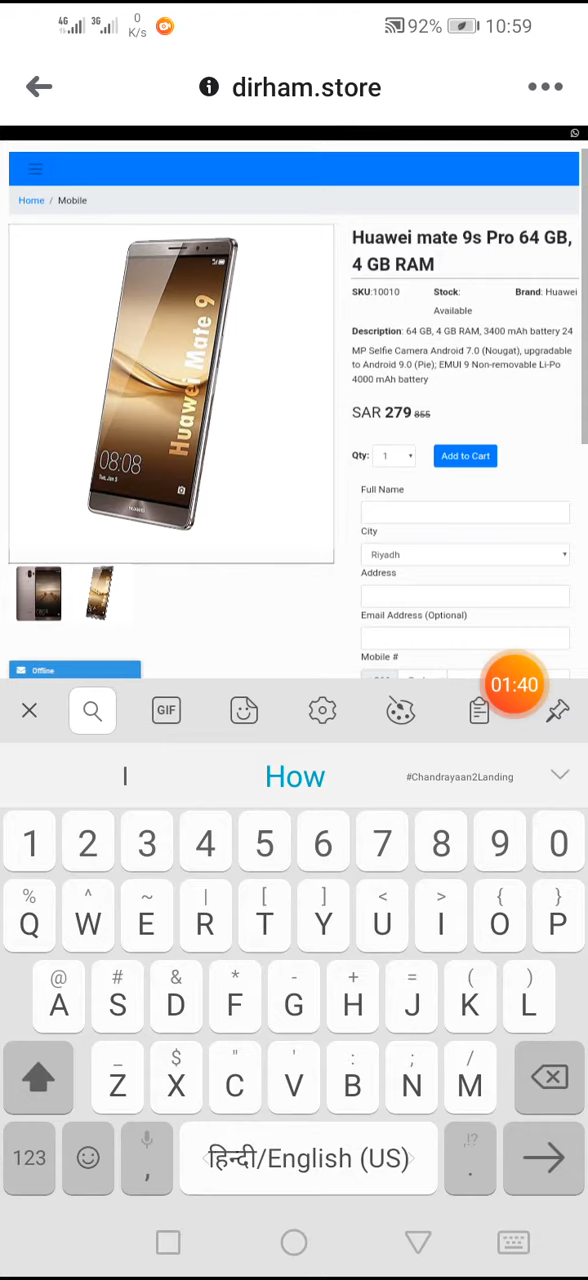 4G 3G 0 K/s 92% 10:59
dirham.store
Home / Mobile
Huawei mate 9s Pro 64 GB,
4 GB RAM
SKU:10010 Stock: Brand: Huawei
Available
Description: 64 GB, 4 GB RAM, 3400 mAh battery 24
MP Selfie Camera Android 7.0 (Nougat), upgradable
to Android 9.0 (Pie); EMUI 9 Non-removable Li-Po
4000 mAh battery
SAR 279 855
Qty: 1 Add to Cart
Full Name
City
Riyadh
Address
Email Address (Optional)
Mobile #
Huawei Mate 9
08:08
Tue, Jan 3
HUAWEI
Offline
01:40
GIF
I How #Chandrayaan2Landing
1 2 3 4 5 6 7 8 9 0
% ^ ~ | [ ] < > { }
Q W E R T Y U I O P
@ # & * - + = ( )
A S D F G H J K L
_ $ " ' : ; /
Z X C V B N M
,!?
123 , हिन्दी/English (US) .